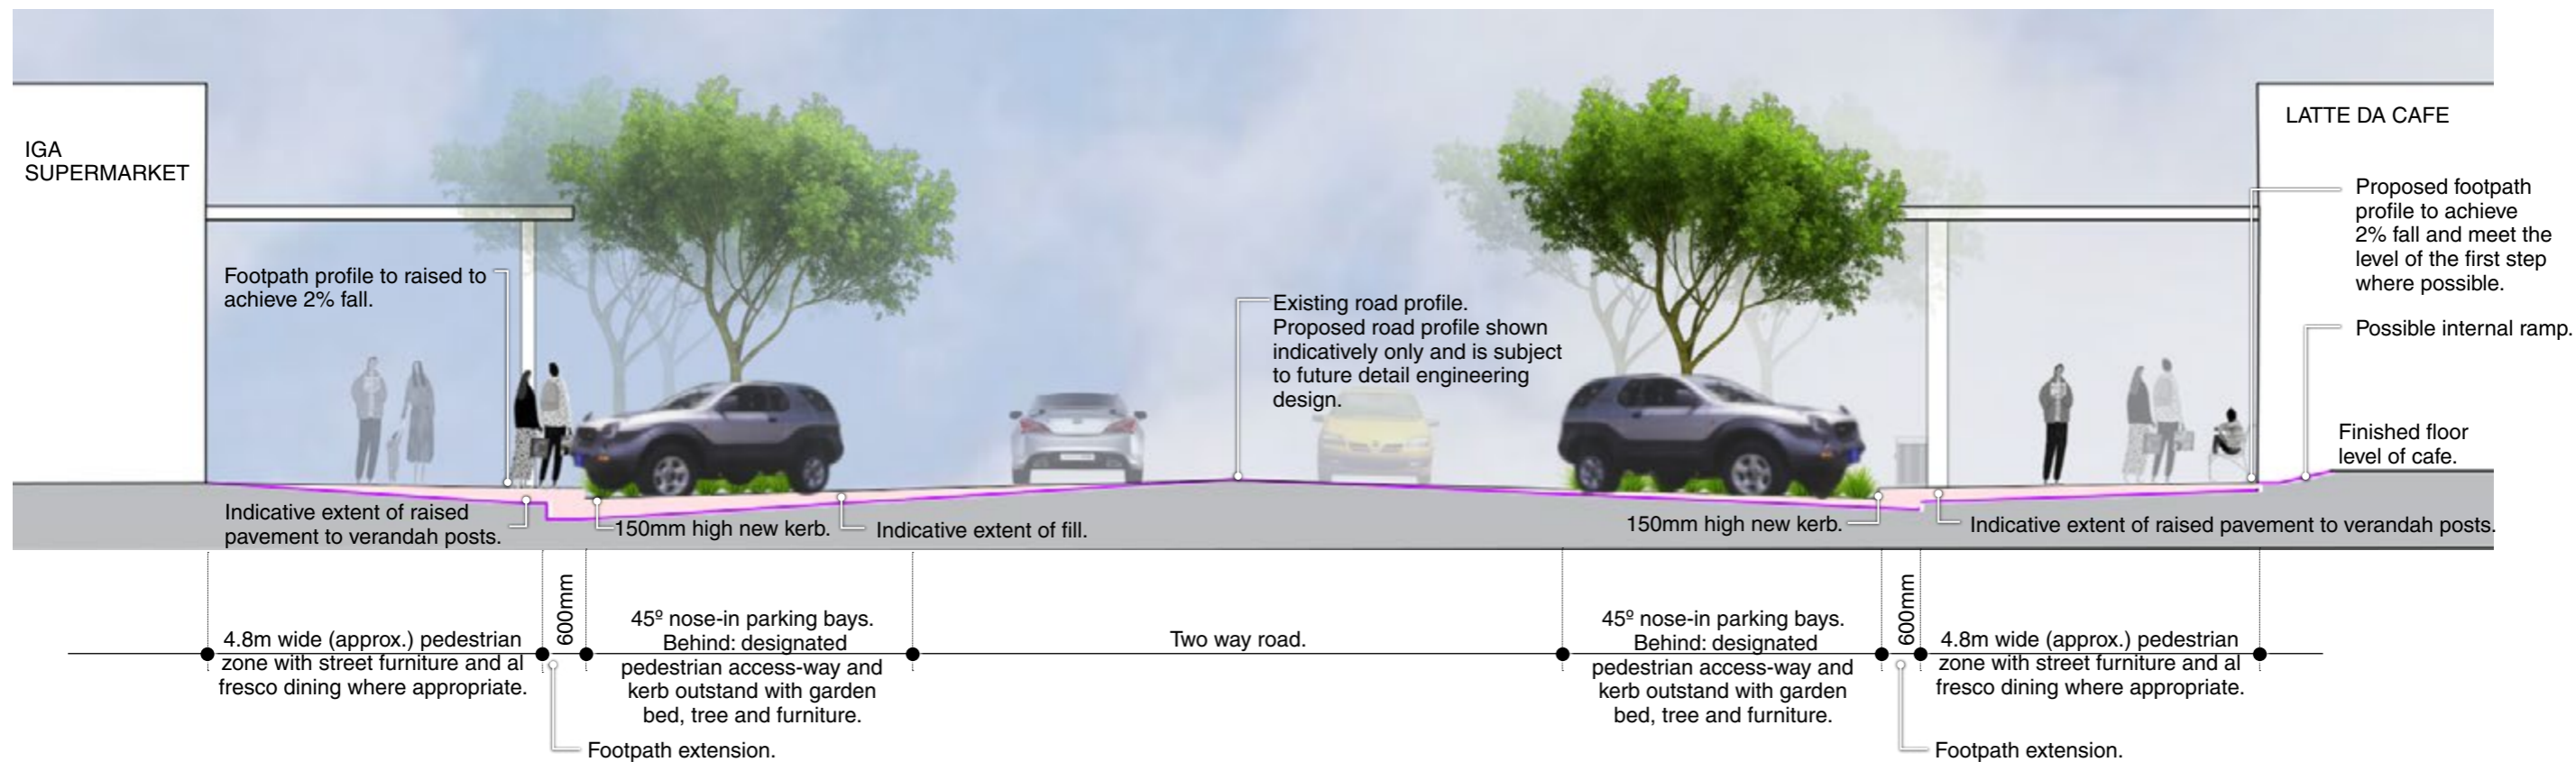 IGA
SUPERMARKET
LATTE DA CAFE
Proposed footpath
profile to achieve
2% fall and meet the
level of the first step
where possible.
Footpath profile to raised to
achieve 2% fall.
Existing road profile.
Proposed road profile shown
indicatively only and is subject
to future detail engineering
design.
Possible internal ramp.
Finished floor
level of cafe.
Indicative extent of raised
pavement to verandah posts.
150mm high new kerb.
Indicative extent of fill.
150mm high new kerb.
Indicative extent of raised pavement to verandah posts.
4.8m wide (approx.) pedestrian
zone with street furniture and al
fresco dining where appropriate.
600mm
45º nose-in parking bays.
Behind: designated
pedestrian access-way and
kerb outstand with garden
bed, tree and furniture.
Two way road.
45º nose-in parking bays.
Behind: designated
pedestrian access-way and
kerb outstand with garden
bed, tree and furniture.
600mm
4.8m wide (approx.) pedestrian
zone with street furniture and al
fresco dining where appropriate.
Footpath extension.
Footpath extension.